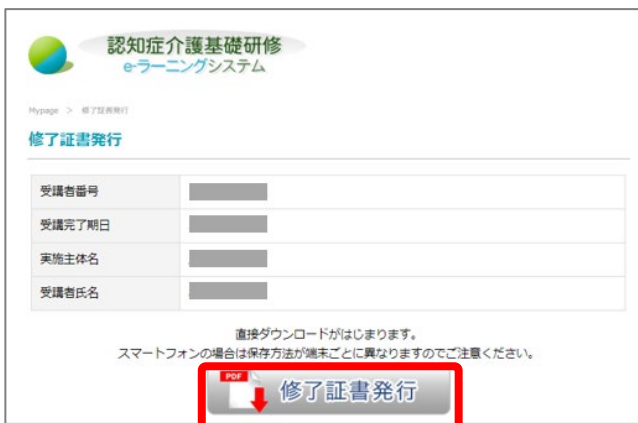 認知症介護基礎研修
e-ラーニングシステム
Mypage > 修了証発行
修了証書発行
受講者番号
受講完了期日
実施主体名
受講者氏名
直接ダウンロードがはじまります。
スマートフォンの場合は保存方法が端末ごとに異なりますのでご注意ください。
PDF 修了証書発行